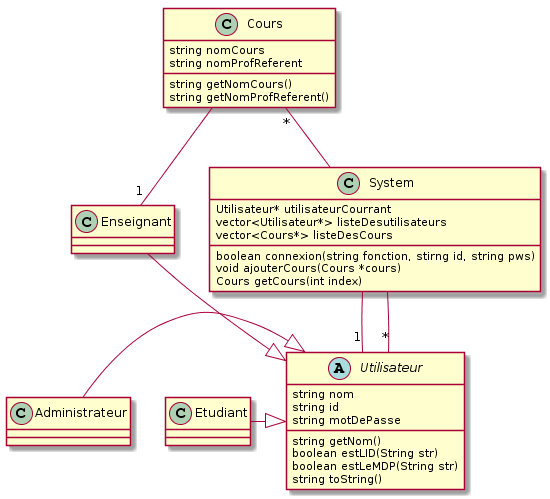 C Cours
string nomCours
string nomProfReferent
string getNomCours()
string getNomProfReferent()
*
1
C Enseignant
C System
Utilisateur* utilisateurCourrant
vector<Utilisateur*> listeDesutilisateurs
vector<Cours*> listeDesCours
boolean connexion(string fonction, stirng id, string pws)
void ajouterCours(Cours *cours)
Cours getCours(int index)
1 *
C Administrateur
C Etudiant
A Utilisateur
string nom
string id
string motDePasse
string getNom()
boolean estLID(String str)
boolean estLeMDP(String str)
string toString()